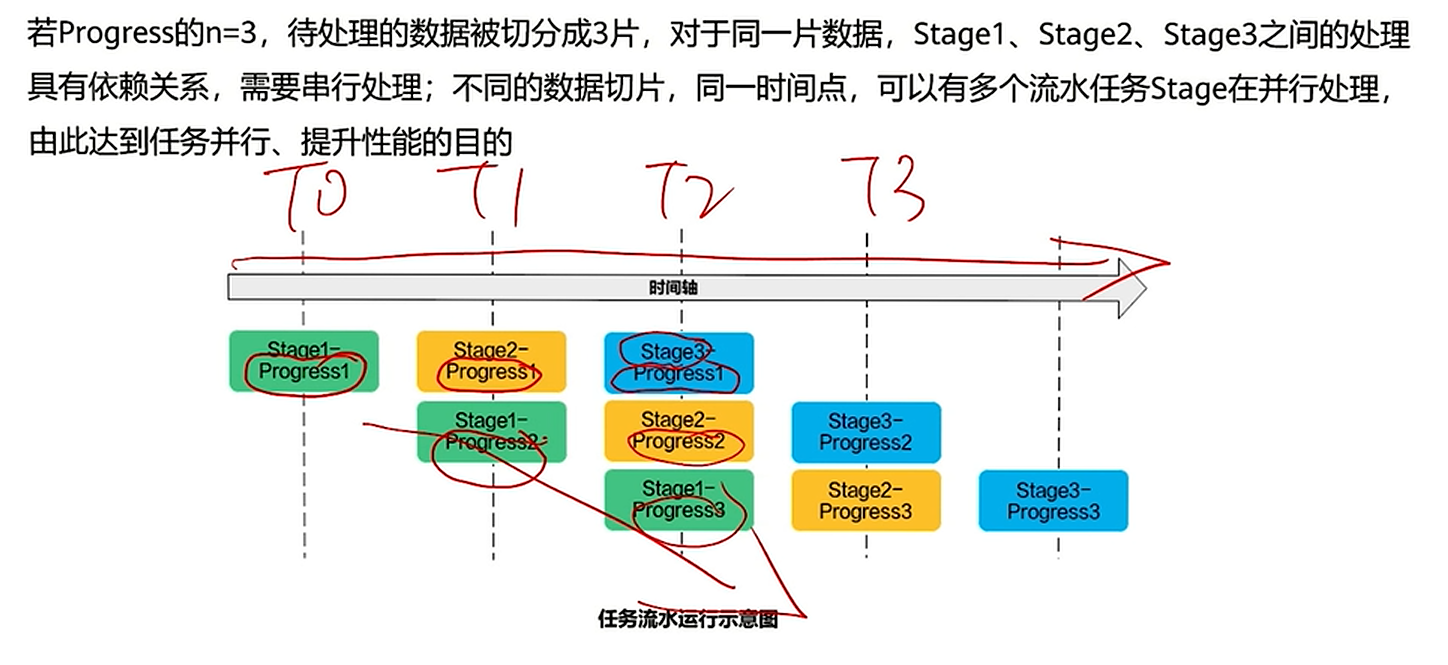 若Progress的n=3，待处理的数据被切分成3片，对于同一片数据，Stage1、Stage2、Stage3之间的处理
具有依赖关系，需要串行处理；不同的数据切片，同一时间点，可以有多个流水任务Stage在并行处理，
由此达到任务并行、提升性能的目的
T0 T1 T2 T3
时间轴
Stage1-
Progress1
Stage2-
Progress1
Stage3-
Progress1
Stage1-
Progress2
Stage2-
Progress2
Stage3-
Progress2
Stage1-
Progress3
Stage2-
Progress3
Stage3-
Progress3
任务流水运行示意图